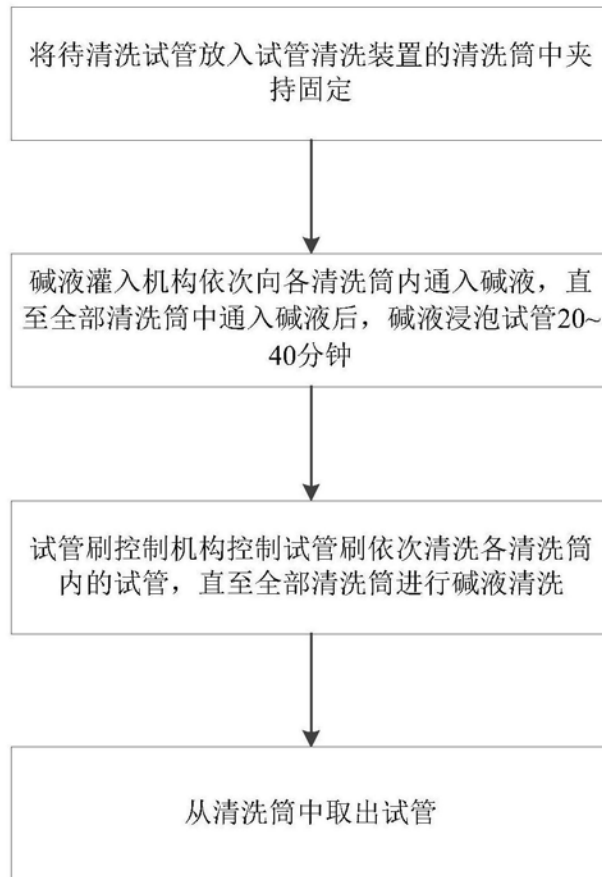 将待清洗试管放入试管清洗装置的清洗筒中夹
持固定
碱液灌入机构依次向各清洗筒内通入碱液，直
至全部清洗筒中通入碱液后，碱液浸泡试管20~
40分钟
试管刷控制机构控制试管刷依次清洗各清洗筒
内的试管，直至全部清洗筒进行碱液清洗
从清洗筒中取出试管